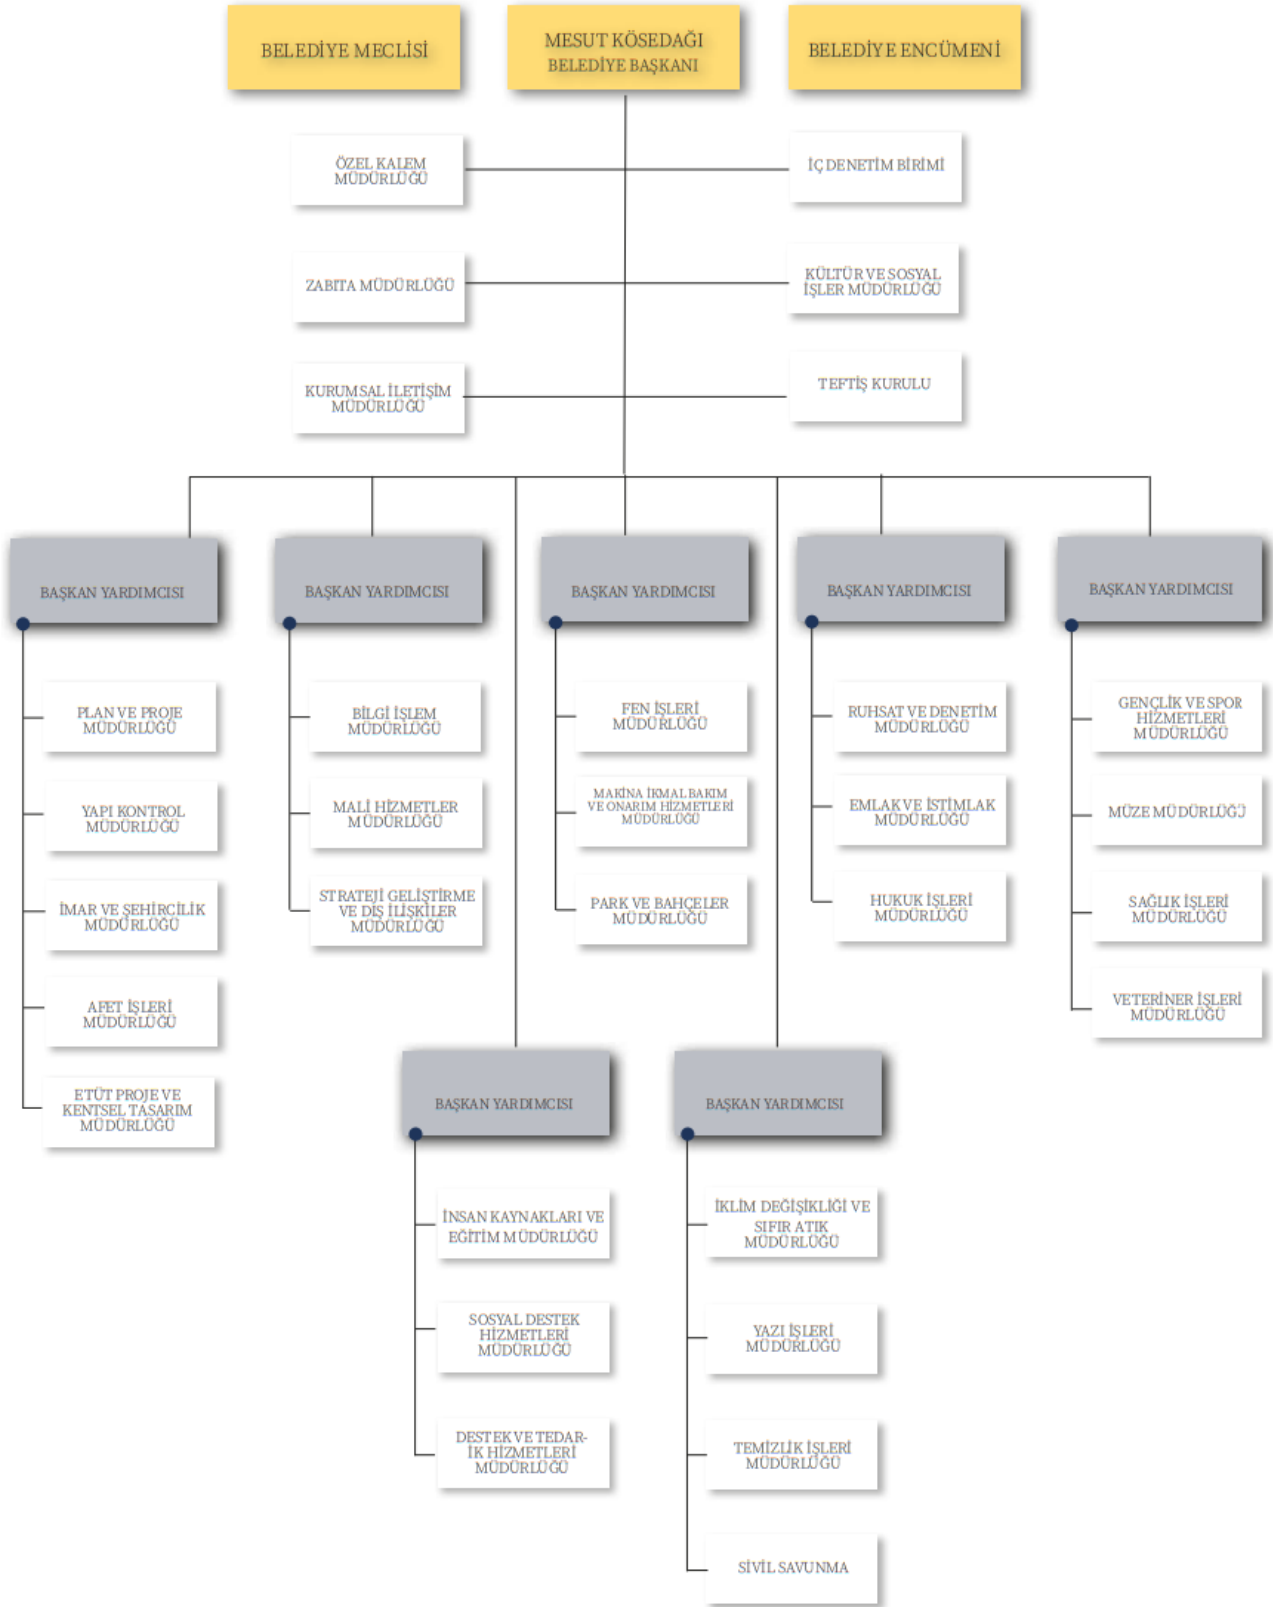 BELEDİYE MECLİSİ
MESUT KÖSEDAĞI
BELEDİYE BAŞKANI
BELEDİYE ENCÜMENİ
ÖZEL KALEM
MÜDÜRLÜĞÜ
İÇ DENETİM BİRİMİ
ZABITA MÜDÜRLÜĞÜ
KÜLTÜR VE SOSYAL
İŞLER MÜDÜRLÜĞÜ
KURUMSAL İLETİŞİM
MÜDÜRLÜĞÜ
TEFTİŞ KURULU
BAŞKAN YARDIMCISI
PLAN VE PROJE
MÜDÜRLÜĞÜ
YAPI KONTROL
MÜDÜRLÜĞÜ
İMAR VE ŞEHİRCİLİK
MÜDÜRLÜĞÜ
AFET İŞLERİ
MÜDÜRLÜĞÜ
ETÜT PROJE VE
KENTSEL TASARIM
MÜDÜRLÜĞÜ
BAŞKAN YARDIMCISI
BİLGİ İŞLEM
MÜDÜRLÜĞÜ
MALİ HİZMETLER
MÜDÜRLÜĞÜ
STRATEJİ GELİŞTİRME
VE DIŞ İLİŞKİLER
MÜDÜRLÜĞÜ
BAŞKAN YARDIMCISI
FEN İŞLERİ
MÜDÜRLÜĞÜ
MAKİNA İKMAL BAKIM
VE ONARIM HİZMETLERİ
MÜDÜRLÜĞÜ
PARK VE BAHÇELER
MÜDÜRLÜĞÜ
BAŞKAN YARDIMCISI
RUHSAT VE DENETİM
MÜDÜRLÜĞÜ
EMLAK VE İSTİMLAK
MÜDÜRLÜĞÜ
HUKUK İŞLERİ
MÜDÜRLÜĞÜ
BAŞKAN YARDIMCISI
GENÇLİK VE SPOR
HİZMETLERİ
MÜDÜRLÜĞÜ
MÜZE MÜDÜRLÜĞÜ
SAĞLIK İŞLERİ
MÜDÜRLÜĞÜ
VETERİNER İŞLERİ
MÜDÜRLÜĞÜ
BAŞKAN YARDIMCISI
İNSAN KAYNAKLARI VE
EĞİTİM MÜDÜRLÜĞÜ
SOSYAL DESTEK
HİZMETLERİ
MÜDÜRLÜĞÜ
DESTEK VE TEDAR-
İK HİZMETLERİ
MÜDÜRLÜĞÜ
BAŞKAN YARDIMCISI
İKLİM DEĞİŞİKLİĞİ VE
SIFIR ATIK
MÜDÜRLÜĞÜ
YAZI İŞLERİ
MÜDÜRLÜĞÜ
TEMİZLİK İŞLERİ
MÜDÜRLÜĞÜ
SİVİL SAVUNMA